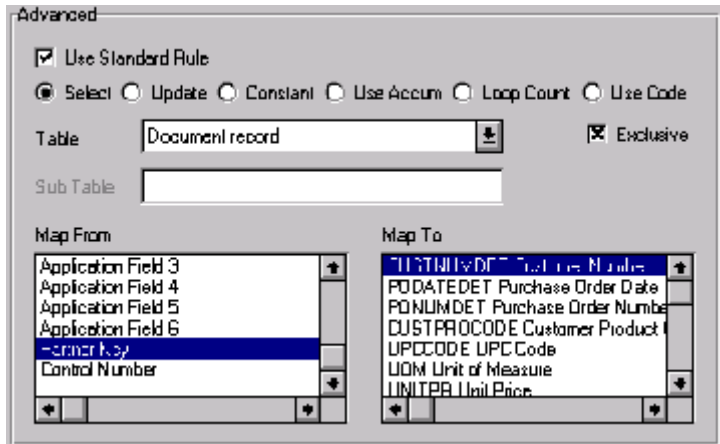 Advanced
Use Standard Rule
Select Update Constant Use Accum Loop Count Use Code
Table Document record Exclusive
Sub Table
Map From
Application Field 3
Application Field 4
Application Field 5
Application Field 6
Partner Key
Control Number
Map To
CUSTNUMDET Customer Number
PODATEDET Purchase Order Date
PONUMDET Purchase Order Numbe
CUSTPROCODE Customer Product
UPCCODE UPC Code
UOM Unit of Measure
UNITPR Unit Price